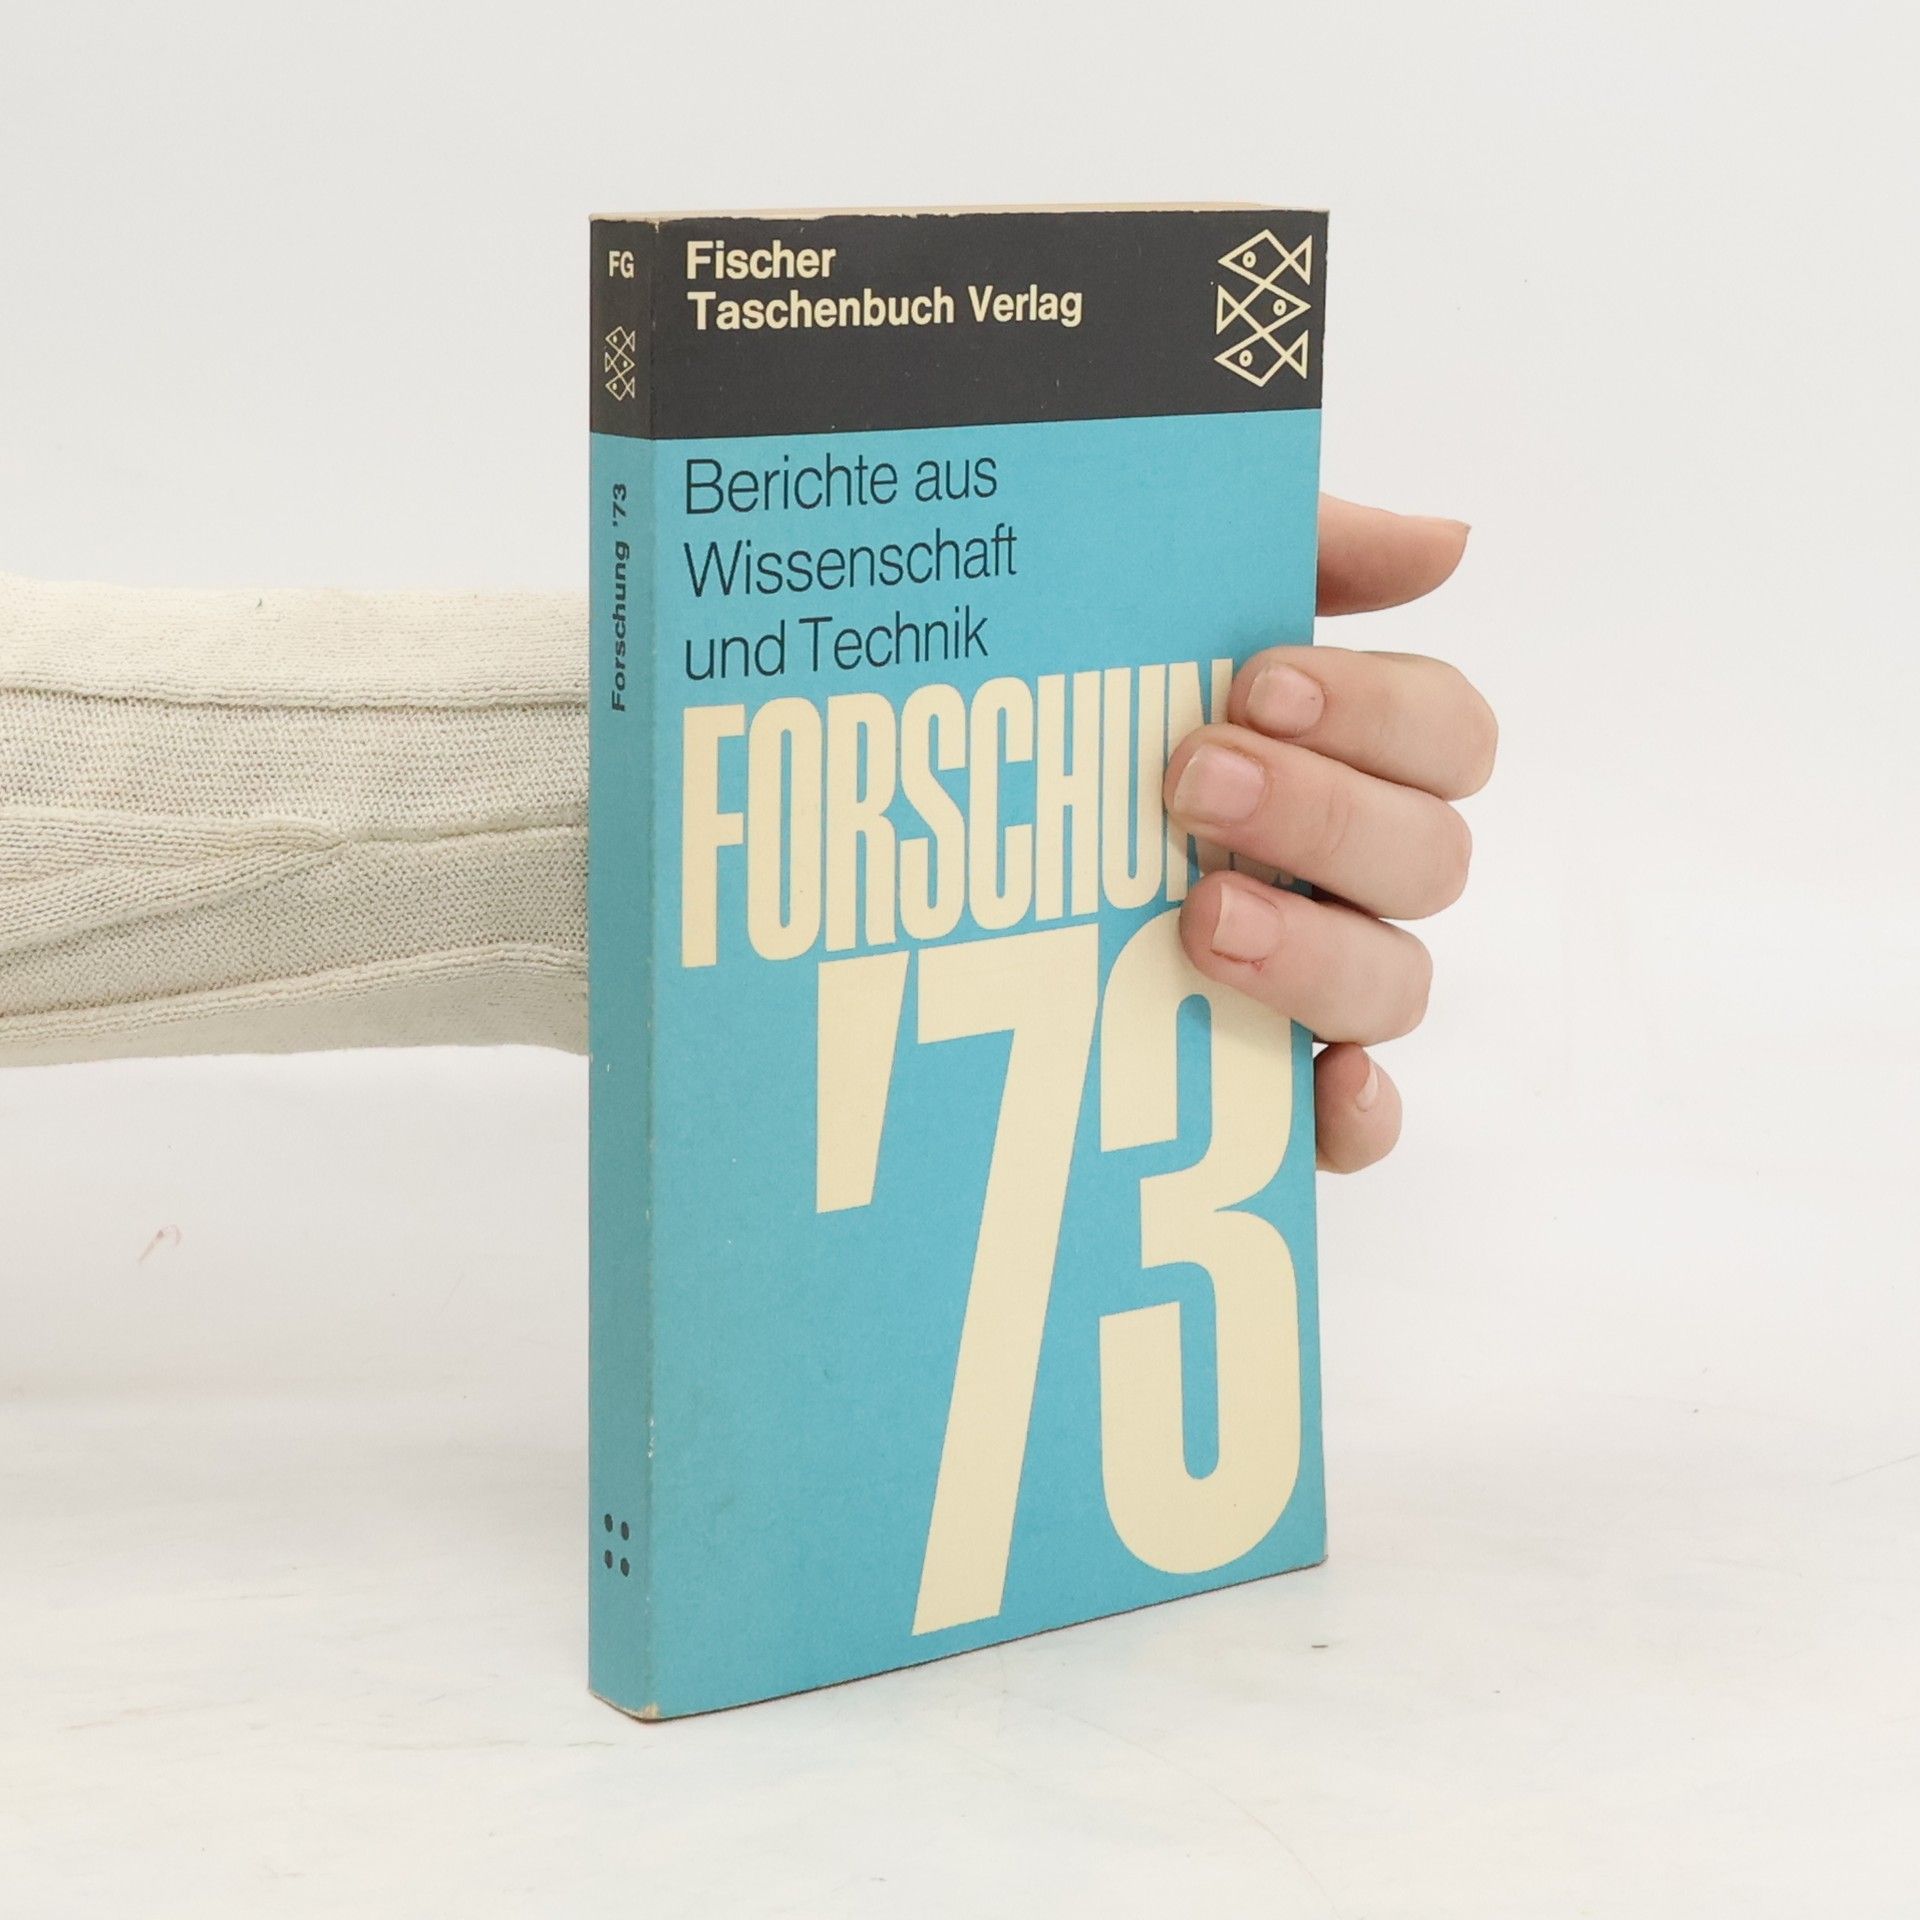 FG
Forschung '73
Fischer
Taschenbuch Verlag
Berichte aus
Wissenschaft
und Technik
FORSCHUN
'73